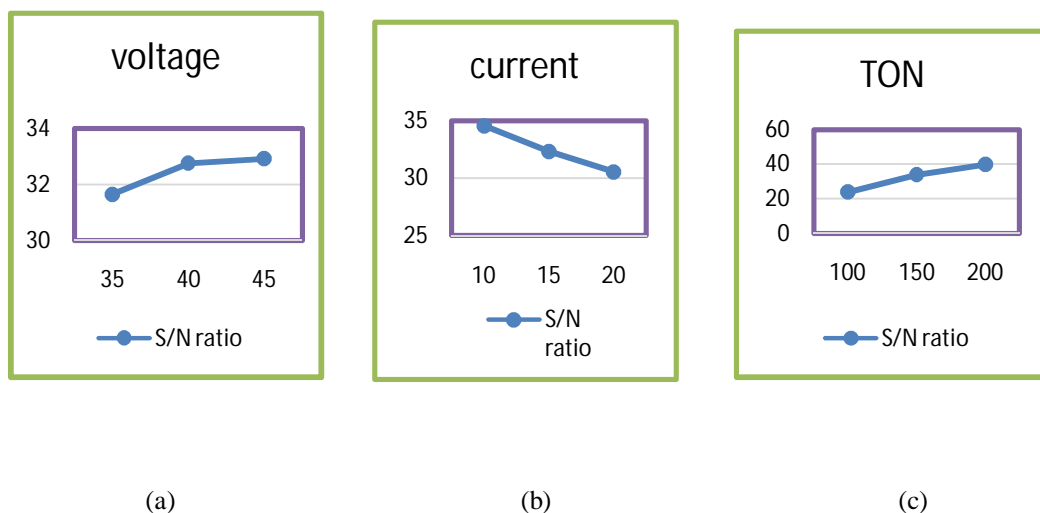 voltage
34
32
30
35 40 45
S/N ratio
current
35
30
25
10 15 20
S/N
ratio
TON
60
40
20
0
100 150 200
S/N ratio
(a) (b) (c)